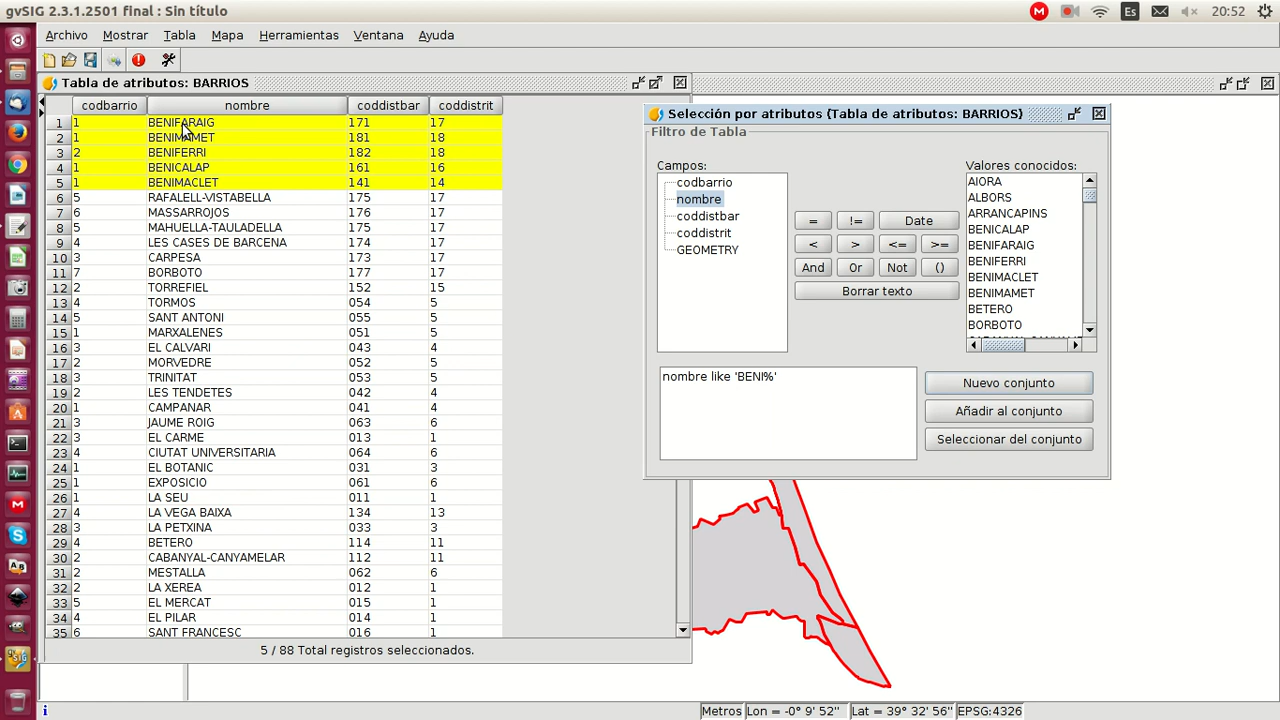 gvSIG 2.3.1.2501 final : Sin título
Es
20:52
Archivo Mostrar Tabla Mapa Herramientas Ventana Ayuda
Tabla de atributos: BARRIOS
codbarrio nombre coddistbar coddistrit
1 1 BENIFARAIG 171 17
2 1 BENIMAMET 181 18
3 2 BENIFERRI 182 18
4 1 BENICALAP 161 16
5 1 BENIMACLET 141 14
6 5 RAFALELL-VISTABELLA 175 17
7 6 MASSARROJOS 176 17
8 5 MAHUELLA-TAULADELLA 175 17
9 4 LES CASES DE BARCENA 174 17
10 3 CARPESA 173 17
11 7 BORBOTO 177 17
12 2 TORREFIEL 152 15
13 4 TORMOS 054 5
14 5 SANT ANTONI 055 5
15 1 MARXALENES 051 5
16 3 EL CALVARI 043 4
17 2 MORVEDRE 052 5
18 3 TRINITAT 053 5
19 2 LES TENDETES 042 4
20 1 CAMPANAR 041 4
21 3 JAUME ROIG 063 6
22 3 EL CARME 013 1
23 4 CIUTAT UNIVERSITARIA 064 6
24 1 EL BOTANIC 031 3
25 1 EXPOSICIO 061 6
26 1 LA SEU 011 1
27 4 LA VEGA BAIXA 134 13
28 3 LA PETXINA 033 3
29 4 BETERO 114 11
30 2 CABANYAL-CANYAMELAR 112 11
31 2 MESTALLA 062 6
32 2 LA XEREA 012 1
33 5 EL MERCAT 015 1
34 4 EL PILAR 014 1
35 6 SANT FRANCESC 016 1
5 / 88 Total registros seleccionados.
Selección por atributos (Tabla de atributos: BARRIOS)
Filtro de Tabla
Campos:
codbarrio
nombre
coddistbar
coddistrit
GEOMETRY
= != Date
< > <= >=
And Or Not ()
Borrar texto
Valores conocidos:
AIORA
ALBORS
ARRANCAPINS
BENICALAP
BENIFARAIG
BENIFERRI
BENIMACLET
BENIMAMET
BETERO
BORBOTO
nombre like 'BENI%'
Nuevo conjunto
Añadir al conjunto
Seleccionar del conjunto
Metros Lon = -0° 9' 52'' Lat = 39° 32' 56'' EPSG:4326